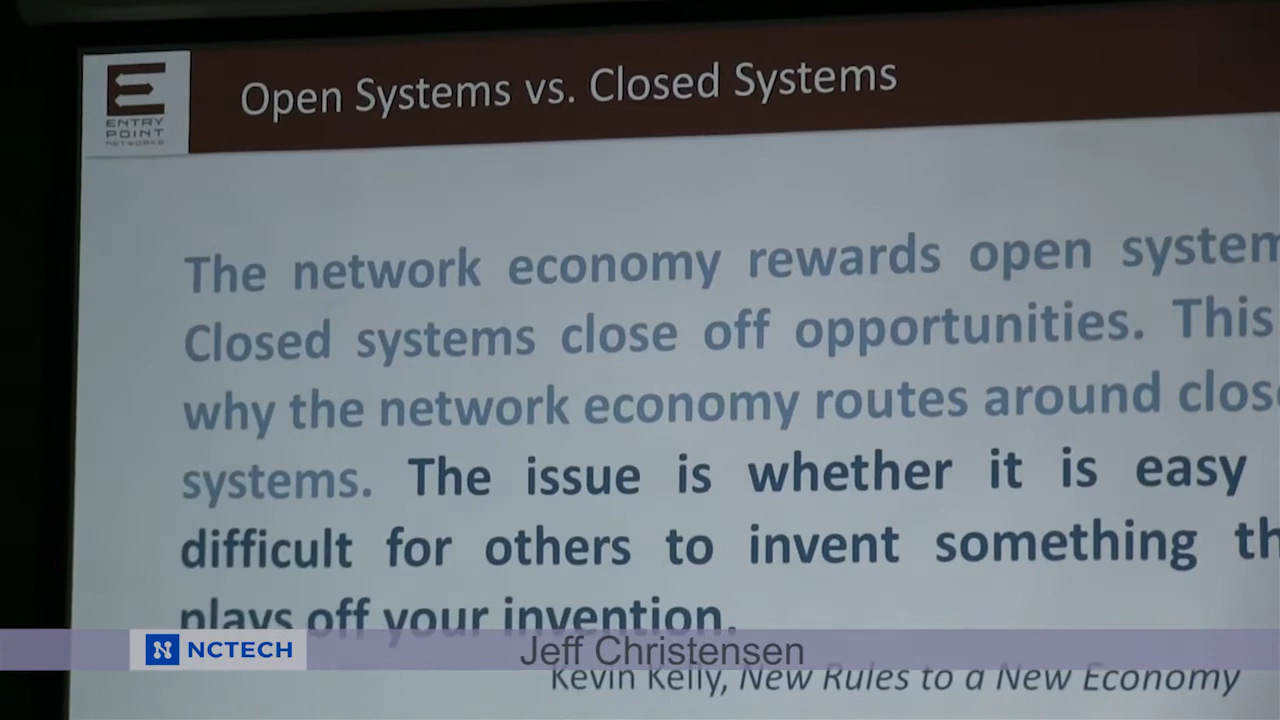 ENTRY
POINT
NETWORKS
Open Systems vs. Closed Systems
The network economy rewards open system
Closed systems close off opportunities. This
why the network economy routes around close
systems. The issue is whether it is easy
difficult for others to invent something th
plays off your invention.
NCTECH
Jeff Christensen
Kevin Kelly, New Rules to a New Economy